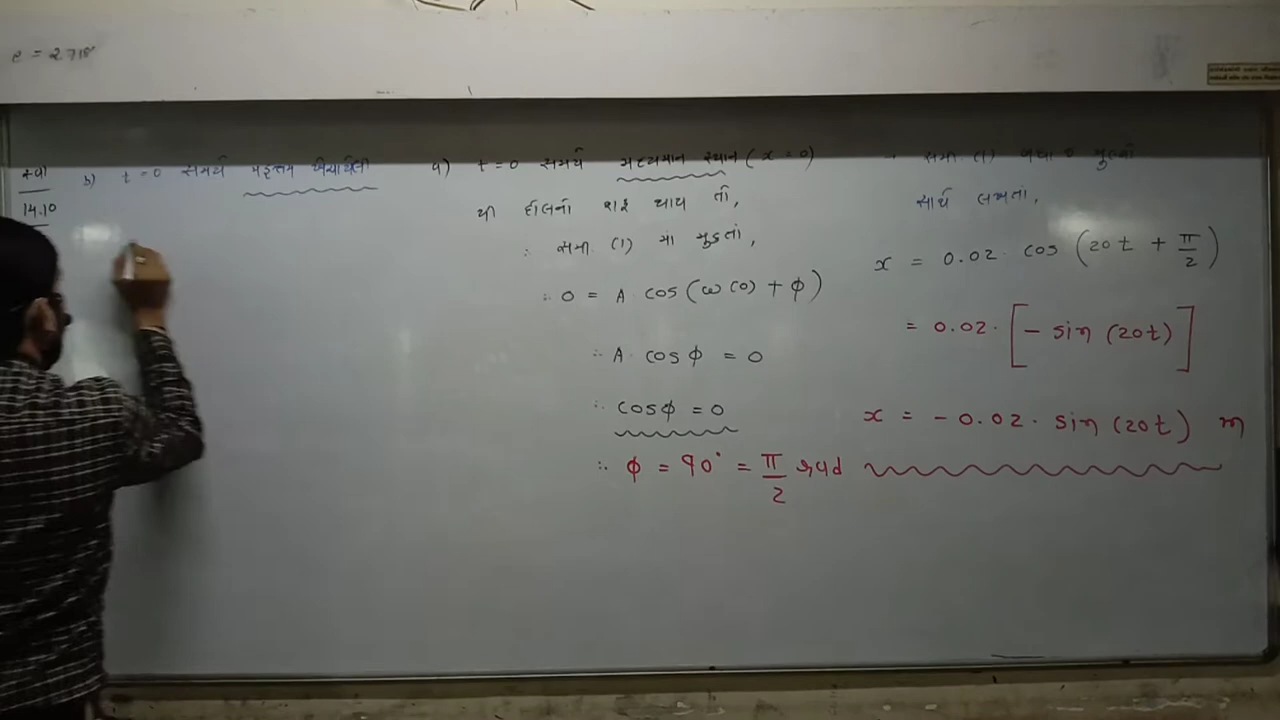 e = 2.718
સ્વા
14.10
b) t = 0 સમયે મહત્તમ
a) t = 0 સમયે મધ્યમાન સ્થાન (x = 0)
થી દોલનો શરૂ થાય તો,
∴ સમી. (1) માં મુકતાં,
∴ 0 = A cos (ω (0) + φ)
∴ A cos φ = 0
∴ cos φ = 0
∴ φ = 90° = π/2 rad
→ સમી. (1) બધા જ મુલ્યો
સાથે લખતાં,
x = 0.02 cos (20t + π/2)
= 0.02 · [- sin (20t)]
x = - 0.02 · sin (20t) m